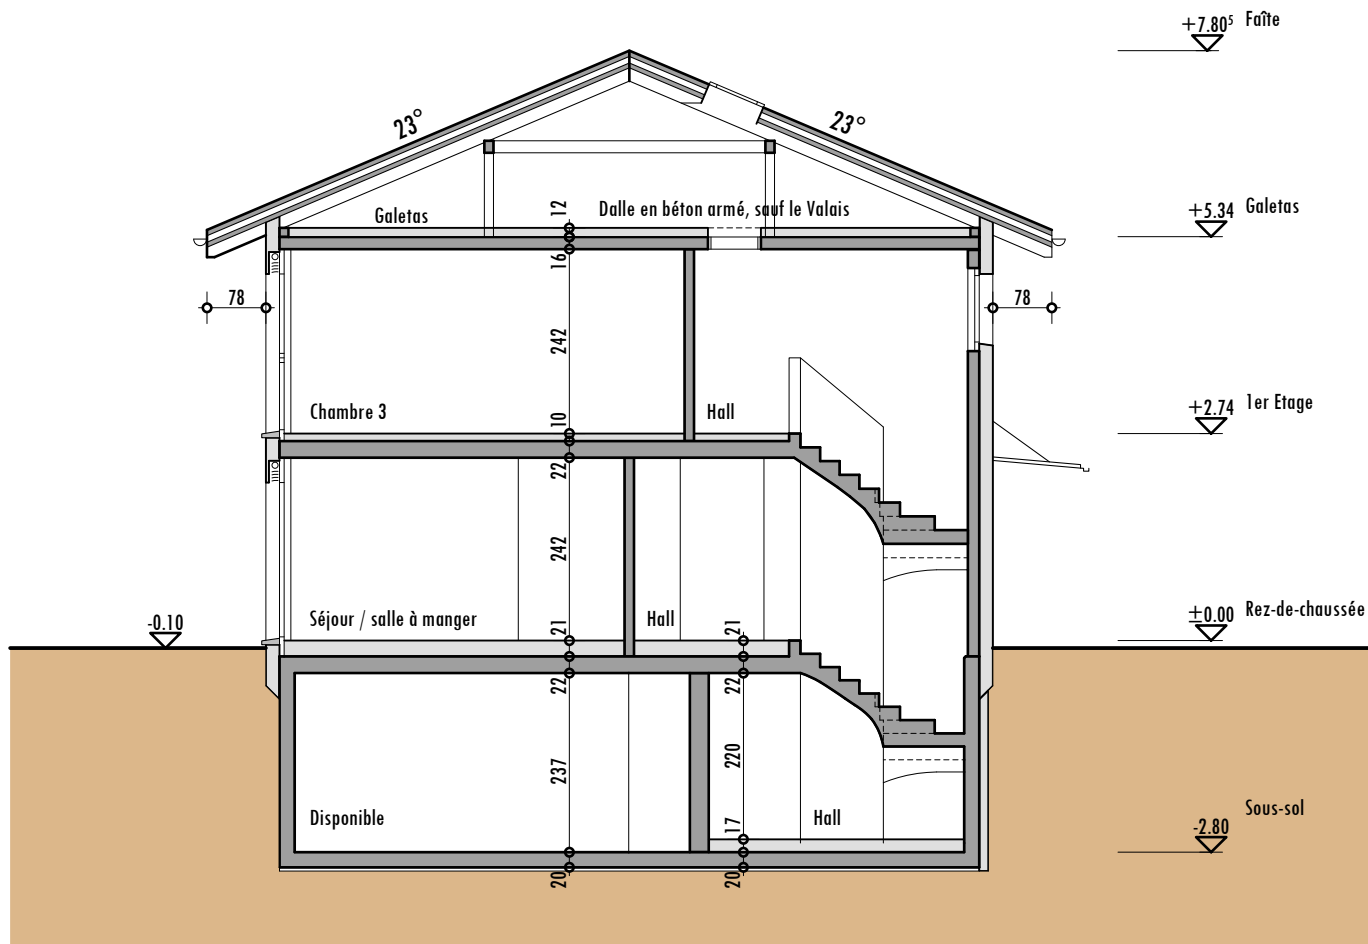 +7.80⁵ Faîte
23°
23°
12
Galetas
Dalle en béton armé, sauf le Valais
+5.34 Galetas
16
78
78
242
Chambre 3
10
Hall
+2.74 1er Etage
22
242
Séjour / salle à manger
21
Hall
21
-0.10
±0.00 Rez-de-chaussée
22
22
237
220
Disponible
17
Hall
Sous-sol
-2.80
20
20